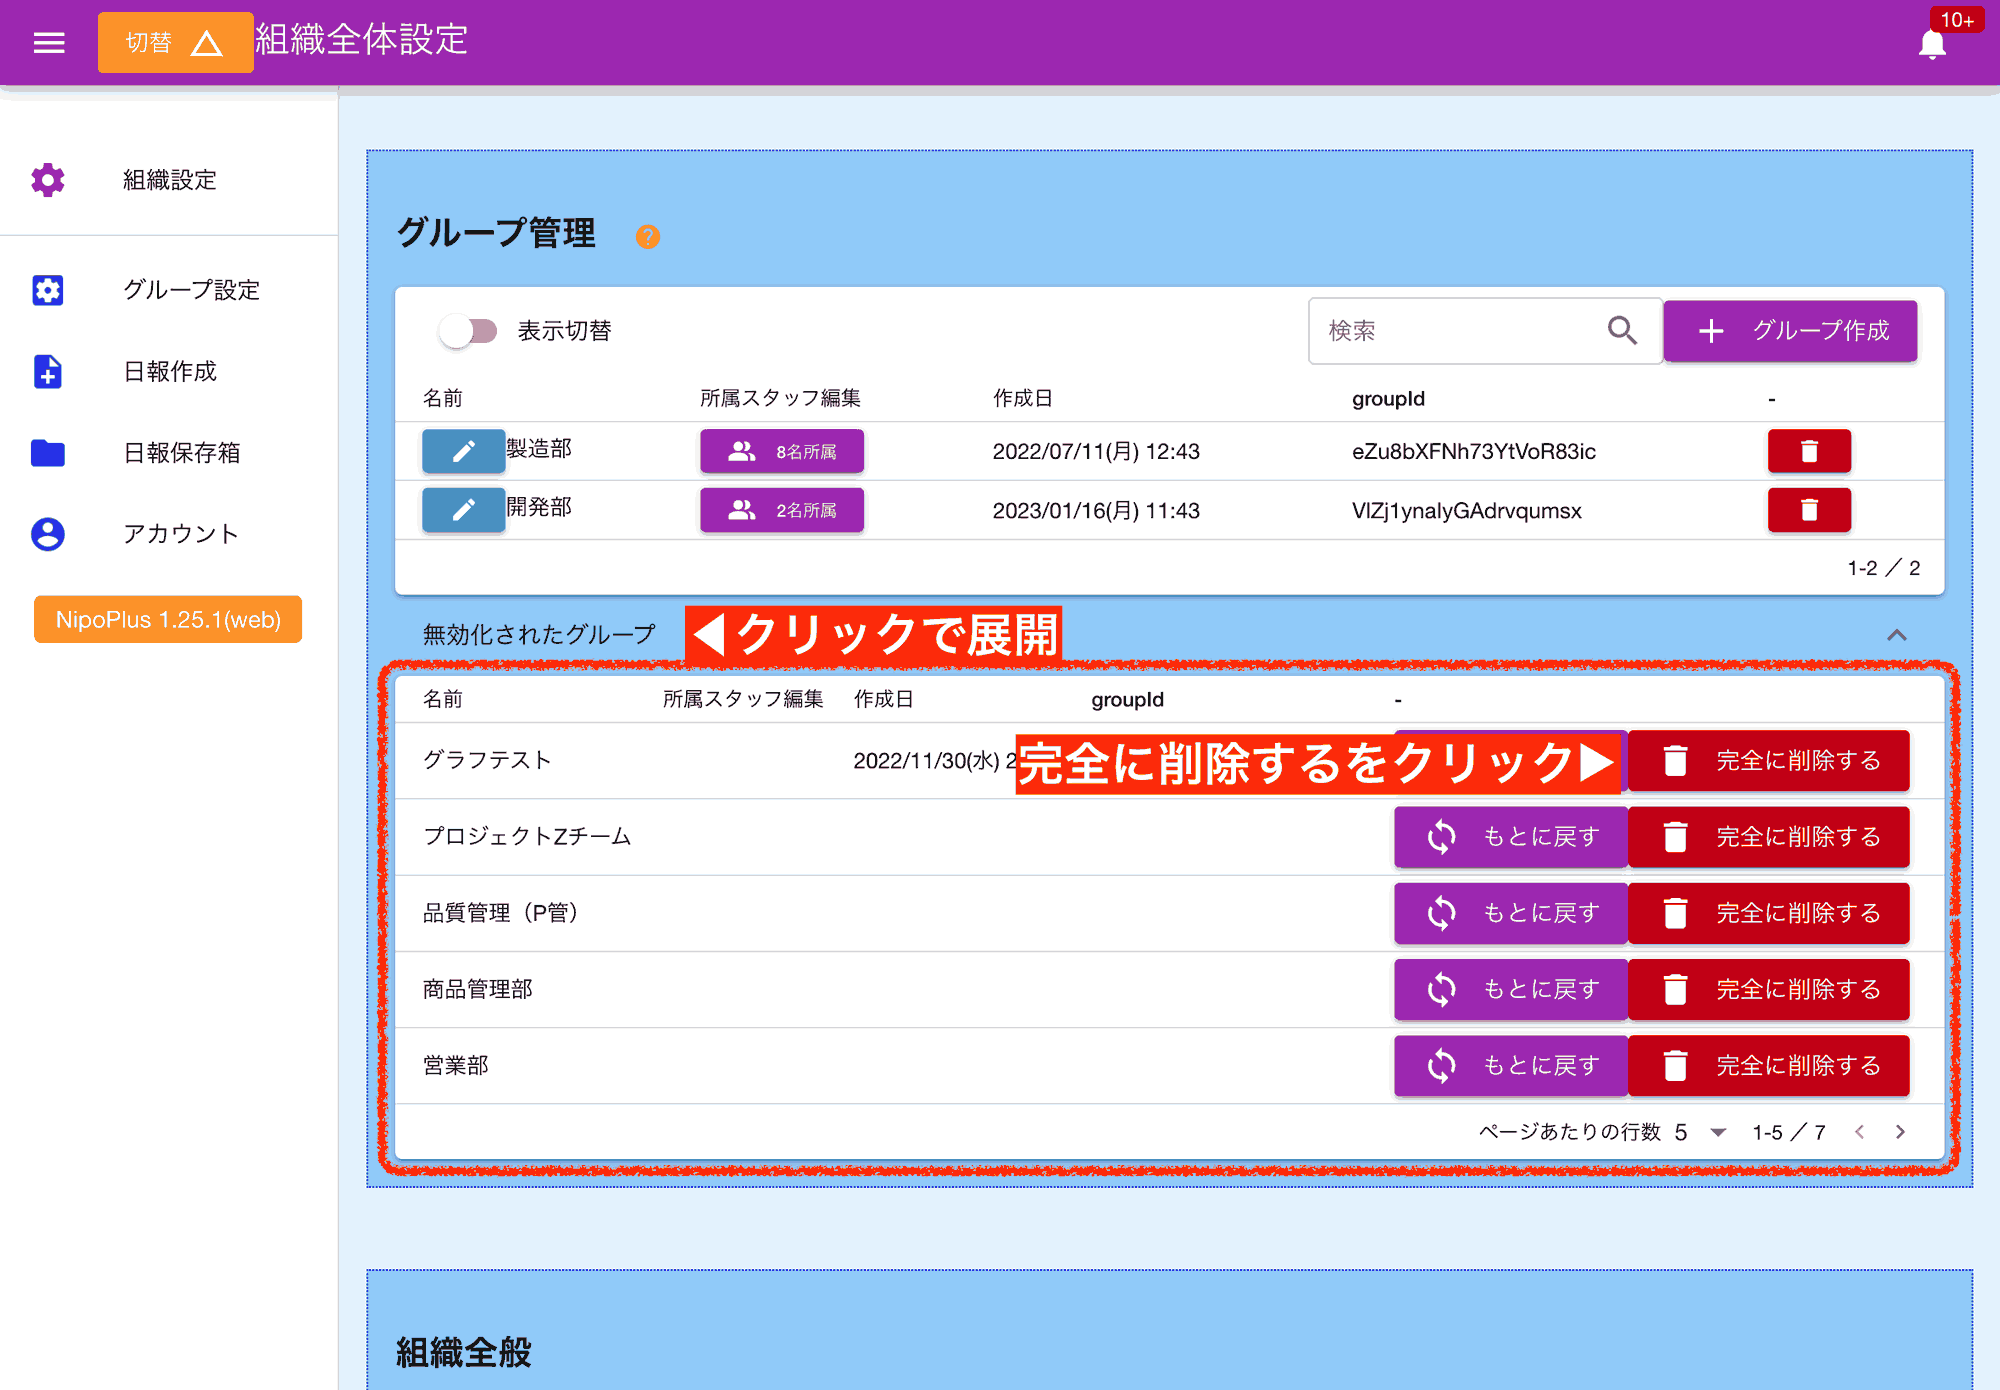 切替 組織全体設定 10+
組織設定
グループ設定
日報作成
日報保存箱
アカウント
NipoPlus 1.25.1(web)
グループ管理 ?
表示切替 検索 グループ作成
名前 所属スタッフ編集 作成日 groupId -
製造部 8名所属 2022/07/11(月) 12:43 eZu8bXFNh73YtVoR83ic
開発部 2名所属 2023/01/16(月) 11:43 VlZj1ynalyGAdrvqumsx
1-2 ／ 2
無効化されたグループ ◀クリックで展開
名前 所属スタッフ編集 作成日 groupId -
グラフテスト 2022/11/30(水) 2 完全に削除するをクリック▶ 完全に削除する
プロジェクトZチーム もとに戻す 完全に削除する
品質管理（P管） もとに戻す 完全に削除する
商品管理部 もとに戻す 完全に削除する
営業部 もとに戻す 完全に削除する
ページあたりの行数 5 1-5 ／ 7
組織全般